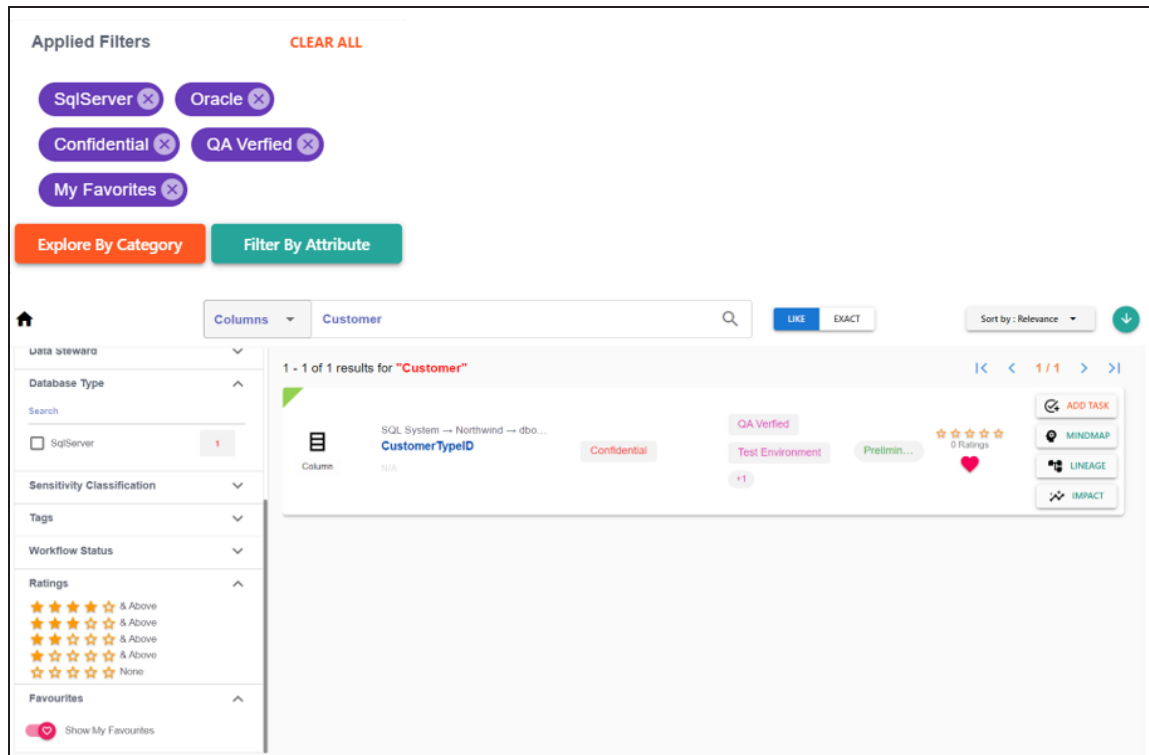 Applied Filters CLEAR ALL
SqlServer Oracle
Confidential QA Verfied
My Favorites
Explore By Category Filter By Attribute
Columns Customer LIKE EXACT Sort by : Relevance
Data Steward
Database Type
Search
SqlServer 1
Sensitivity Classification
Tags
Workflow Status
Ratings
& Above
& Above
& Above
& Above
None
Favourites
Show My Favourites
1 - 1 of 1 results for "Customer" 1 / 1
Column
SQL System → Northwind → dbo...
CustomerTypeID
N/A
Confidential
QA Verfied
Test Environment
+1
Prelimin...
0 Ratings
ADD TASK
MINDMAP
LINEAGE
IMPACT